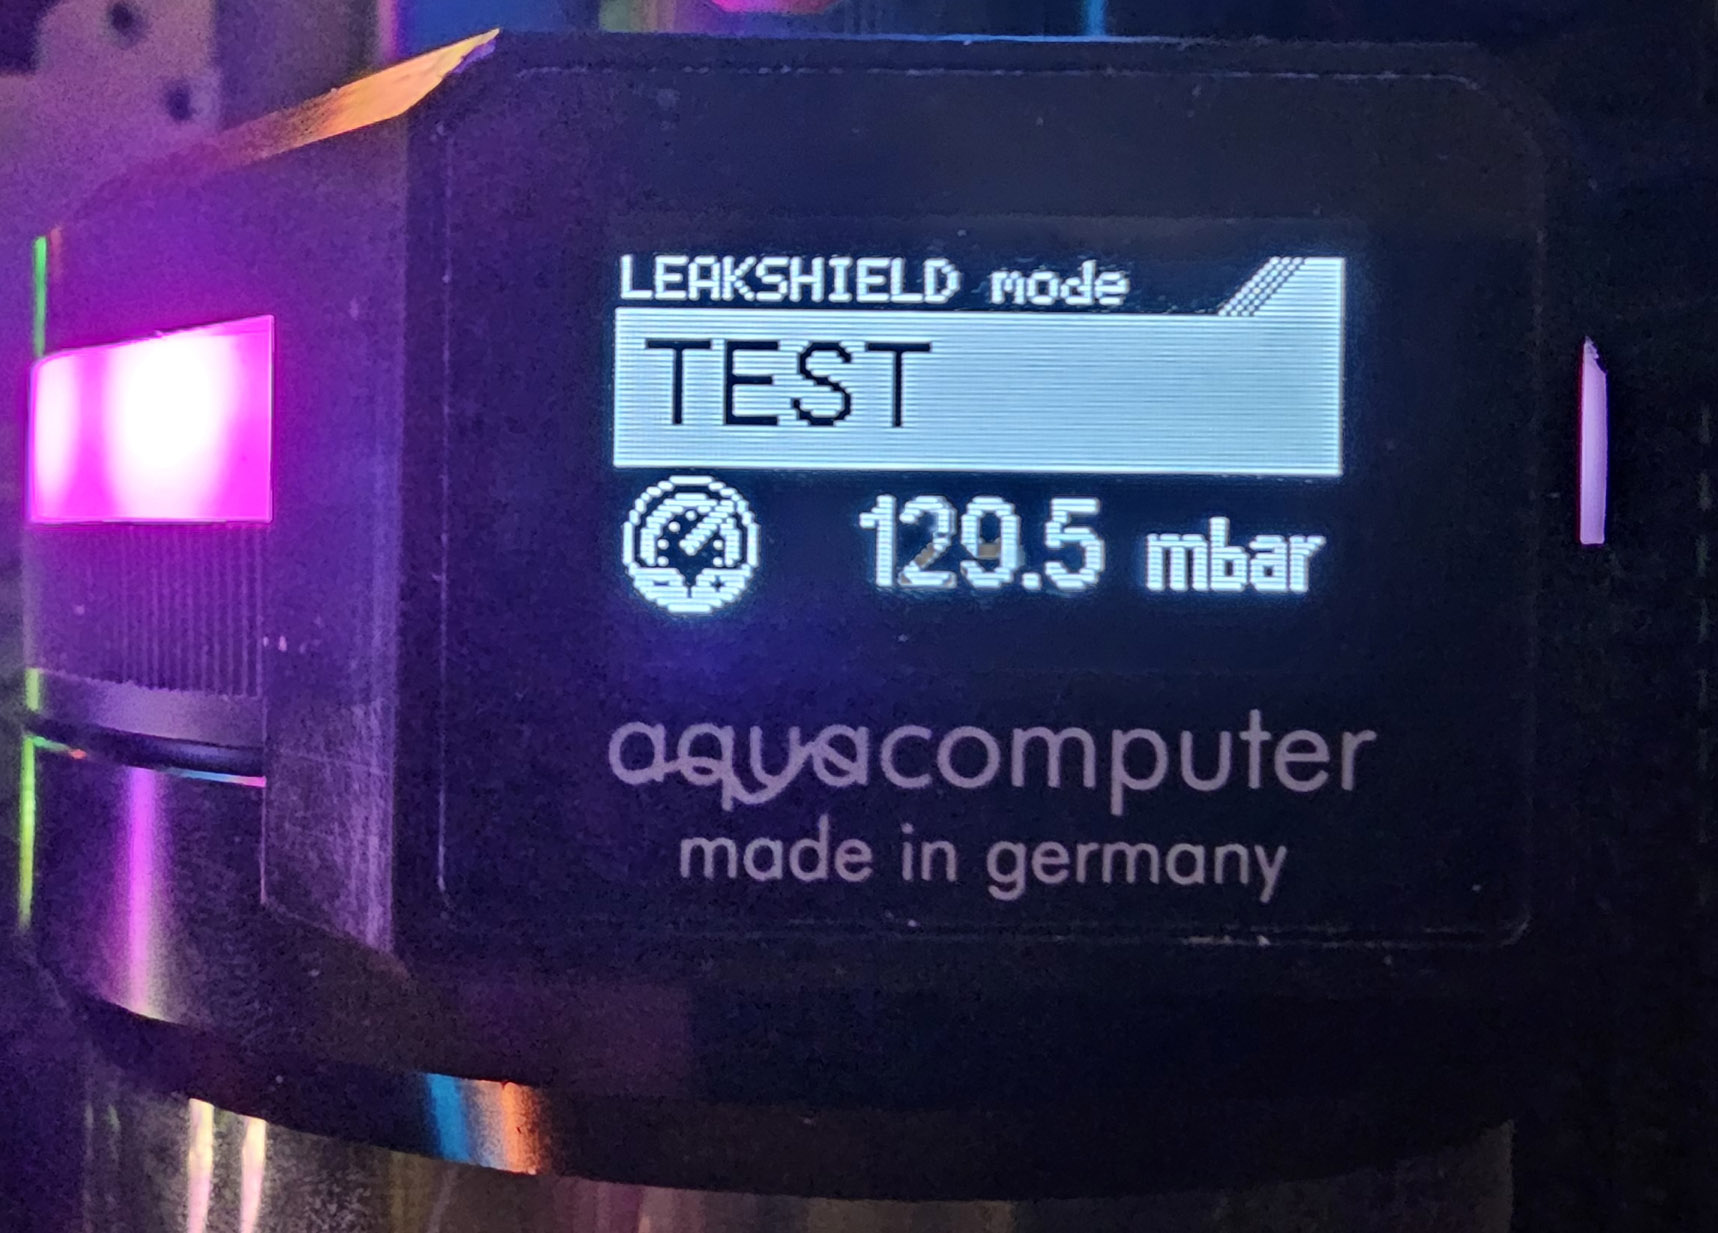 LEAKSHIELD mode
TEST
129.5 mbar
aquacomputer
made in germany